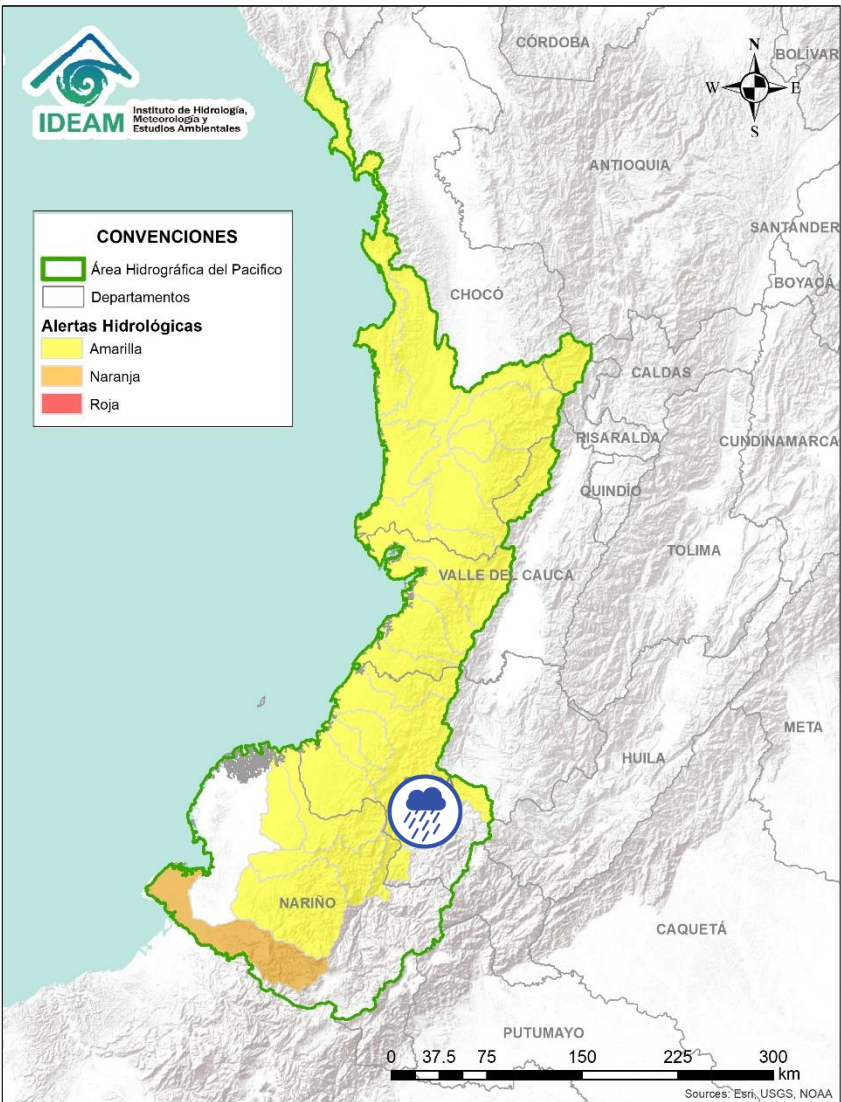 CÓRDOBA
N
BOLÍVAR
W
E
S
IDEAM
Instituto de Hidrología,
Meteorología y
Estudios Ambientales
ANTIOQUIA
SANTANDER
CONVENCIONES
Área Hidrográfica del Pacifico
Departamentos
Alertas Hidrológicas
Amarilla
Naranja
Roja
BOYACÁ
CHOCÓ
CALDAS
RISARALDA
CUNDINAMARCA
QUINDÍO
TOLIMA
VALLE DEL CAUCA
META
HUILA
NARIÑO
CAQUETÁ
PUTUMAYO
0 37.5 75 150 225 300
km
Sources: Esri, USGS, NOAA